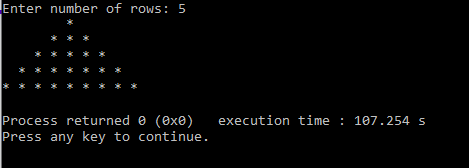 Enter number of rows: 5
        *
      * * *
    * * * * *
  * * * * * * *
* * * * * * * * *
Process returned 0 (0x0)   execution time : 107.254 s
Press any key to continue.